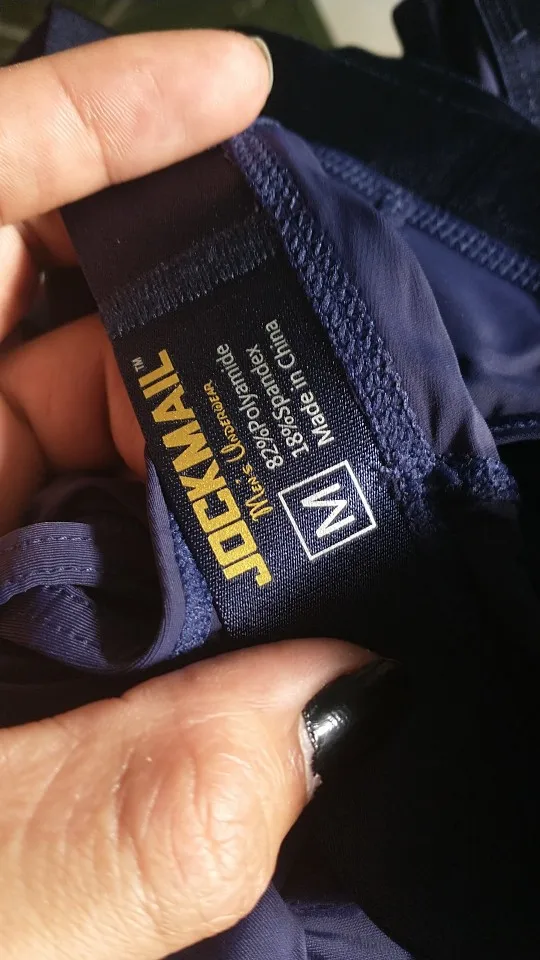 JOCKMAIL™
MEN'S UNDERWEAR
82%Polyamide
18%Spandex
Made in China
M